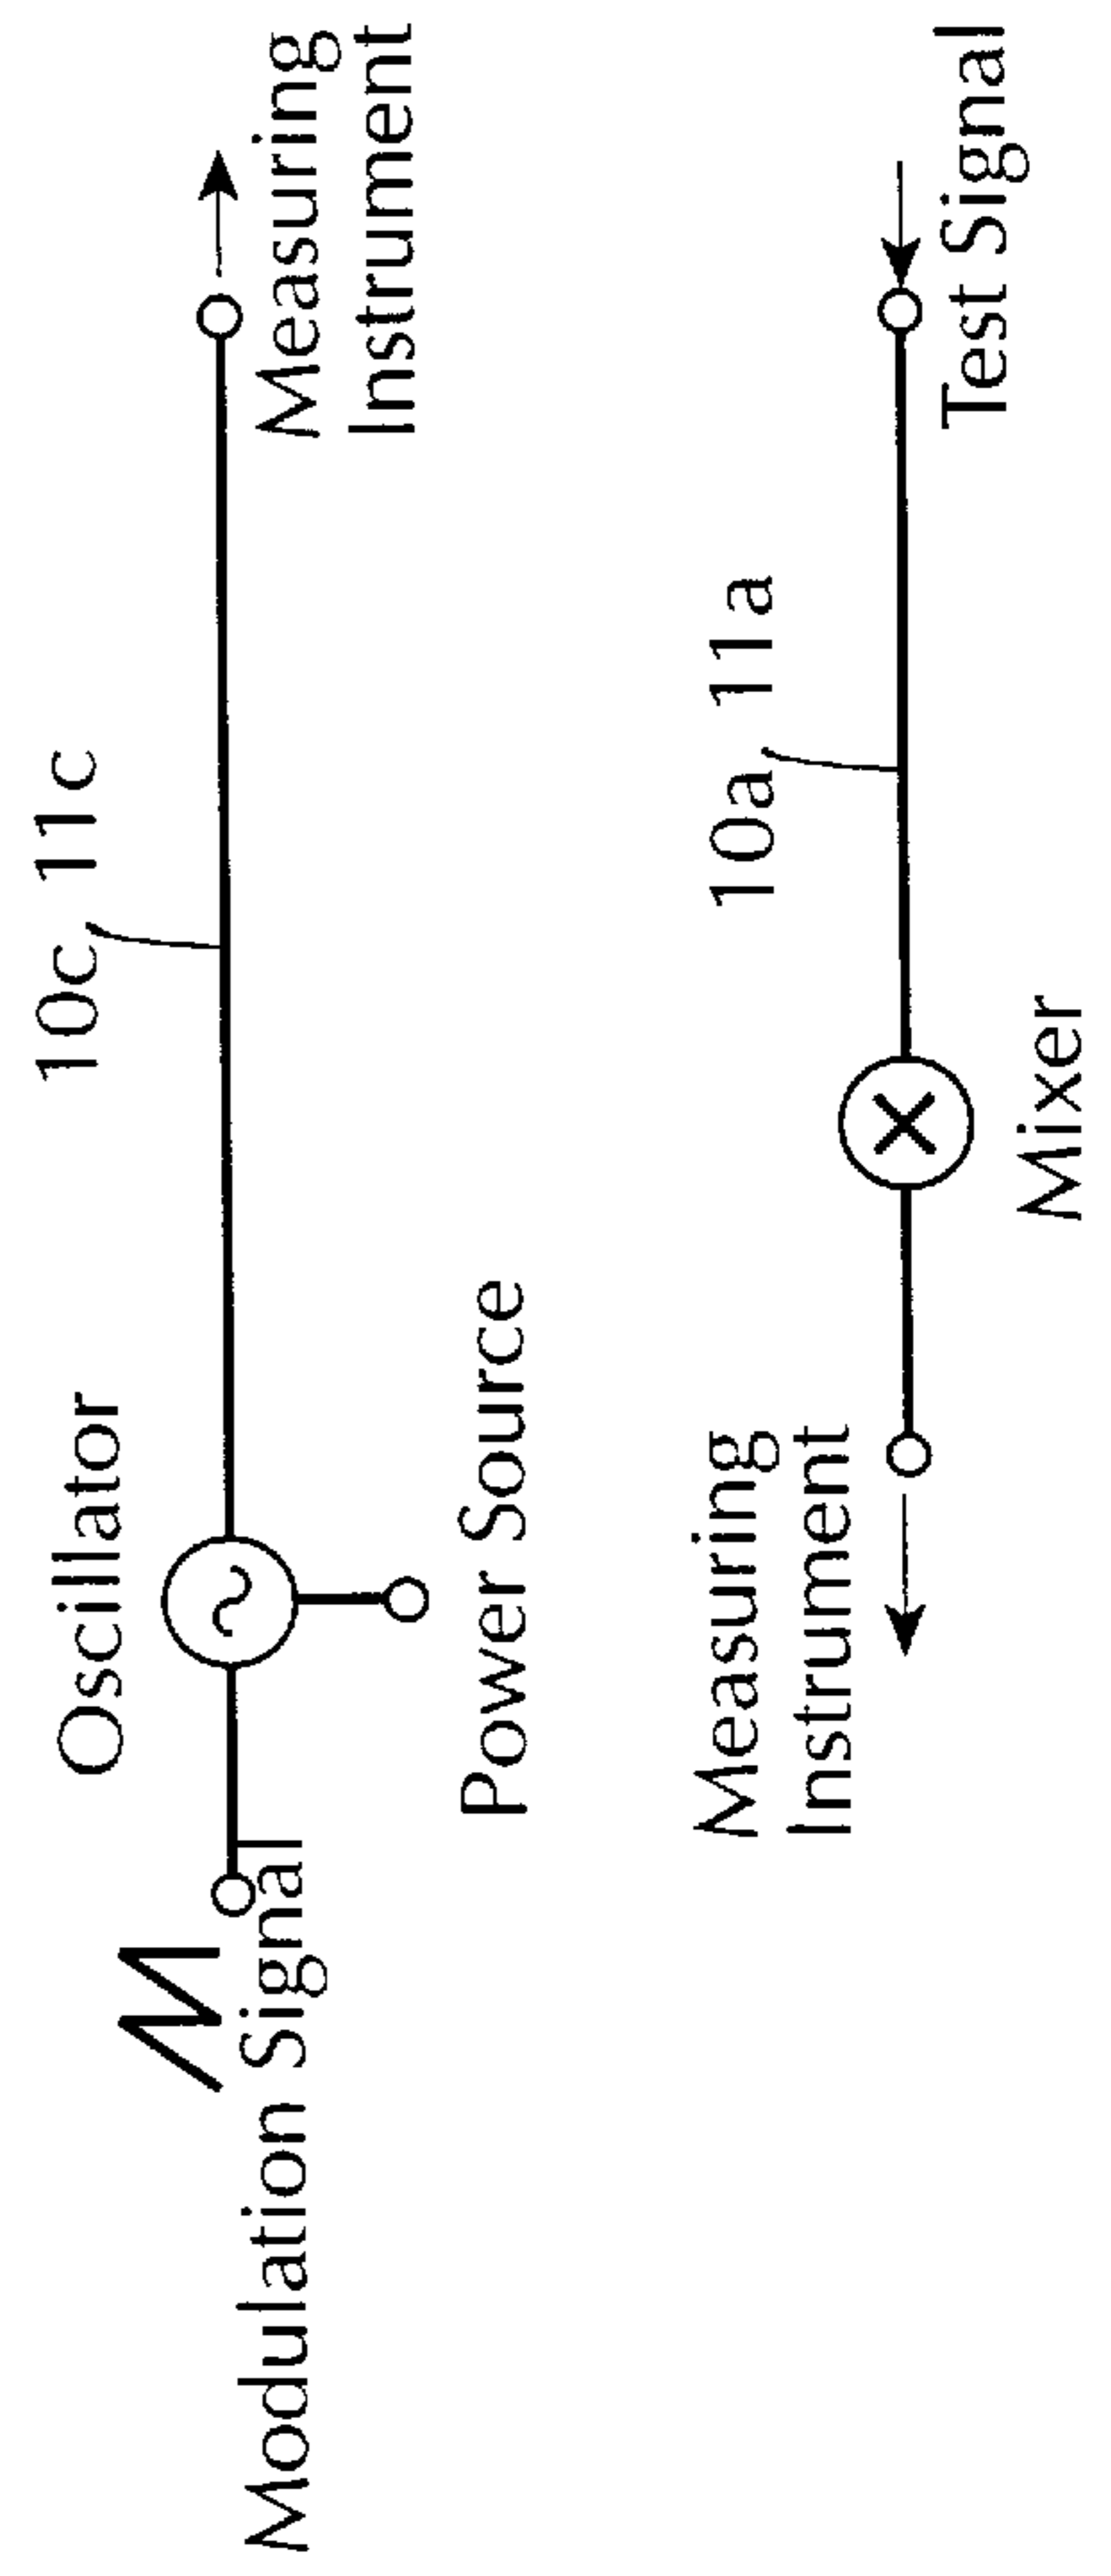 10c, 11c
Oscillator
Measuring
Instrument
Modulation Signal
Power Source
10a, 11a
Measuring
Instrument
Test Signal
Mixer